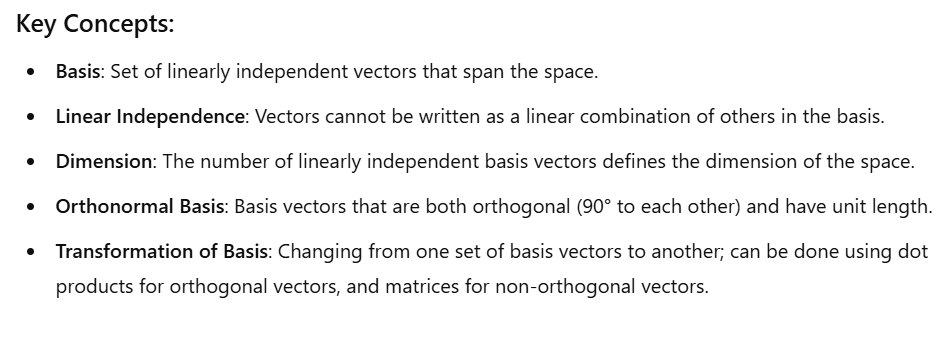 Key Concepts:
• Basis: Set of linearly independent vectors that span the space.
• Linear Independence: Vectors cannot be written as a linear combination of others in the basis.
• Dimension: The number of linearly independent basis vectors defines the dimension of the space.
• Orthonormal Basis: Basis vectors that are both orthogonal (90° to each other) and have unit length.
• Transformation of Basis: Changing from one set of basis vectors to another; can be done using dot
products for orthogonal vectors, and matrices for non-orthogonal vectors.